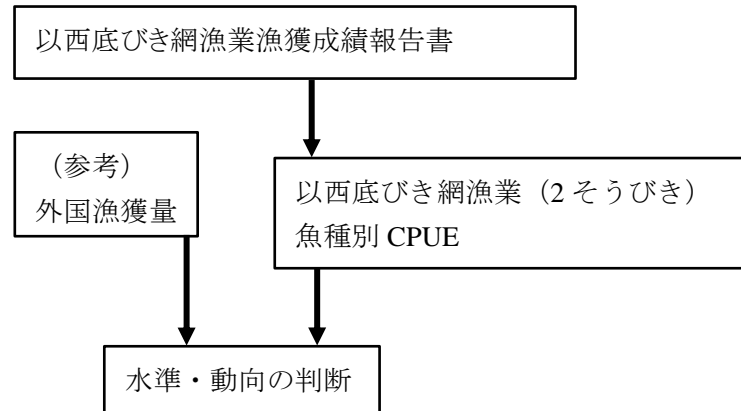 以西底びき網漁業漁獲成績報告書
（参考）
外国漁獲量
以西底びき網漁業（2 そうびき）
魚種別 CPUE
水準・動向の判断